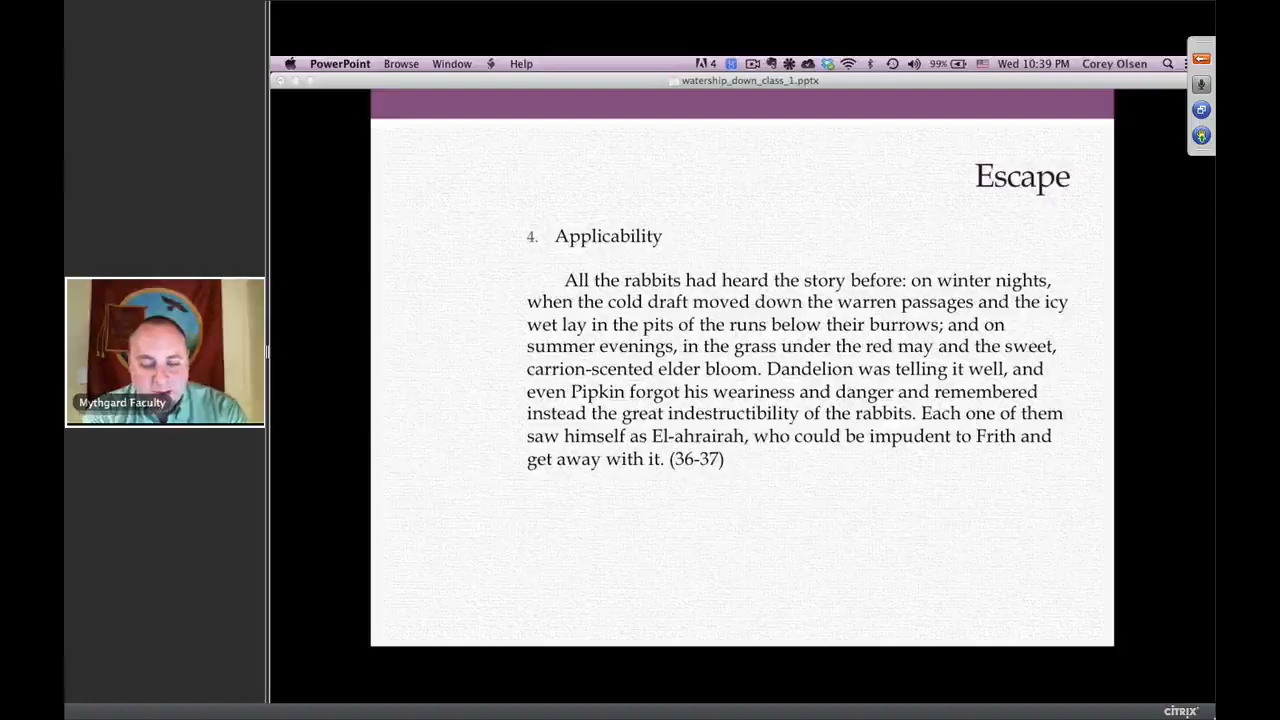 PowerPoint Browse Window Help
4 99% Wed 10:39 PM Corey Olsen
watership_down_class_1.pptx
Escape
4. Applicability
All the rabbits had heard the story before: on winter nights,
when the cold draft moved down the warren passages and the icy
wet lay in the pits of the runs below their burrows; and on
summer evenings, in the grass under the red may and the sweet,
carrion-scented elder bloom. Dandelion was telling it well, and
even Pipkin forgot his weariness and danger and remembered
instead the great indestructibility of the rabbits. Each one of them
saw himself as El-ahrairah, who could be impudent to Frith and
get away with it. (36-37)
Mythgard Faculty
CITRIX